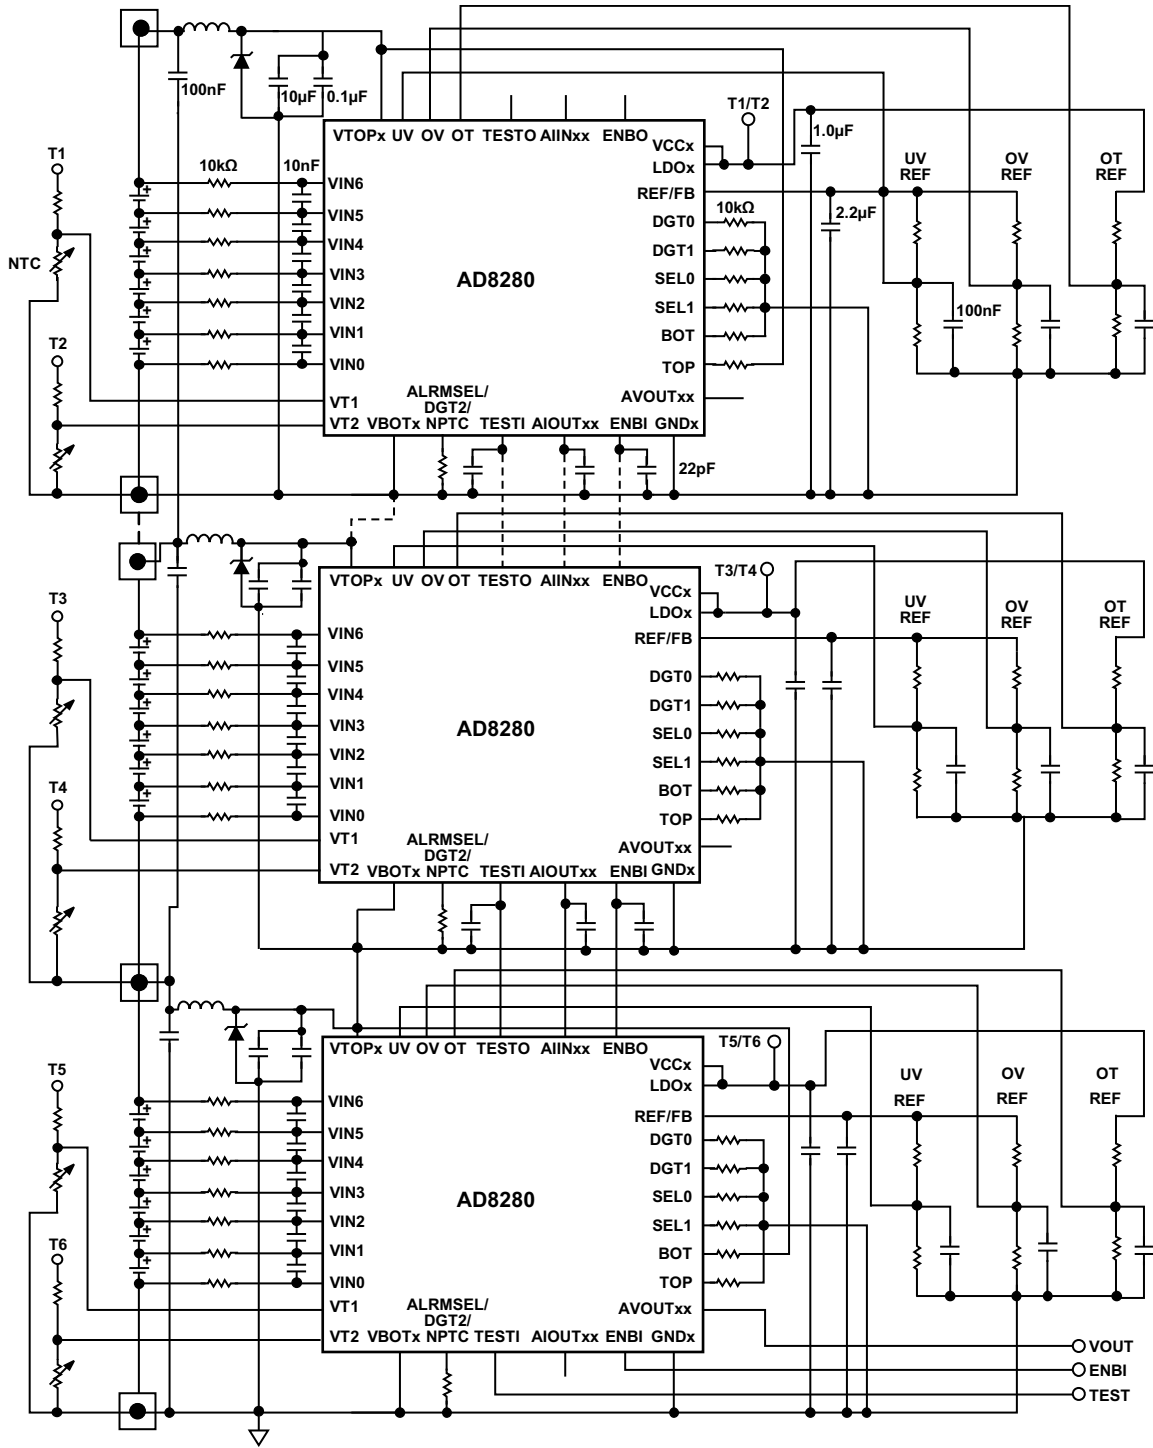 100nF
10µF 0.1µF
VTOPx UV OV OT TESTO AIINxx ENBO
T1/T2
1.0µF
VCCx
LDOx
UV
REF
OV
REF
OT
REF
T1
10kΩ
10nF
VIN6
REF/FB
VIN5
10kΩ
DGT0
2.2µF
VIN4
DGT1
NTC
VIN3
AD8280
SEL0
VIN2
SEL1
100nF
VIN1
BOT
T2
VIN0
TOP
ALRMSEL/
DGT2/
VT1
AVOUTxx
VT2 VBOTx NPTC TESTI AIOUTxx ENBI GNDx
22pF
VTOPx UV OV OT TESTO AIINxx ENBO
T3/T4
VCCx
LDOx
UV
REF
OV
REF
OT
REF
T3
VIN6
REF/FB
VIN5
DGT0
VIN4
DGT1
VIN3
AD8280
SEL0
VIN2
SEL1
T4
VIN1
BOT
VIN0
TOP
VT1
ALRMSEL/
DGT2/
AVOUTxx
VT2 VBOTx NPTC TESTI AIOUTxx ENBI GNDx
VTOPx UV OV OT TESTO AIINxx ENBO
T5/T6
VCCx
LDOx
UV
REF
OV
REF
OT
REF
T5
VIN6
REF/FB
VIN5
DGT0
VIN4
DGT1
VIN3
AD8280
SEL0
VIN2
SEL1
T6
VIN1
BOT
VIN0
TOP
VT1
ALRMSEL/
DGT2/
AVOUTxx
VT2 VBOTx NPTC TESTI AIOUTxx ENBI GNDx
VOUT
ENBI
TEST